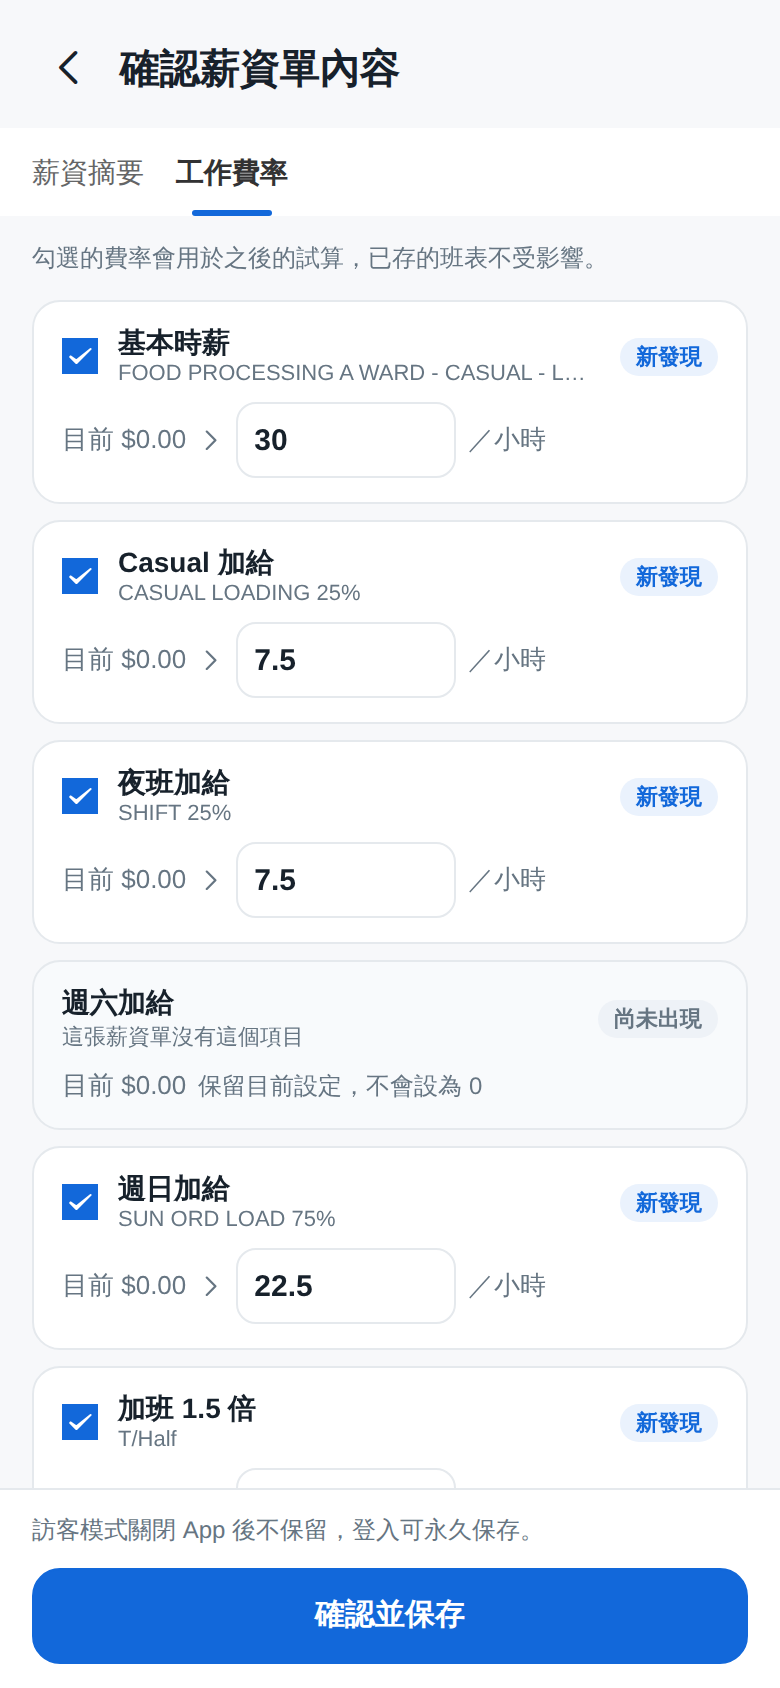 確認薪資單內容
薪資摘要 工作費率
勾選的費率會用於之後的試算，已存的班表不受影響。
基本時薪
FOOD PROCESSING A WARD - CASUAL - L…
新發現
目前 $0.00 30 ／小時
Casual 加給
CASUAL LOADING 25%
新發現
目前 $0.00 7.5 ／小時
夜班加給
SHIFT 25%
新發現
目前 $0.00 7.5 ／小時
週六加給
這張薪資單沒有這個項目
尚未出現
目前 $0.00 保留目前設定，不會設為 0
週日加給
SUN ORD LOAD 75%
新發現
目前 $0.00 22.5 ／小時
加班 1.5 倍
T/Half
新發現
訪客模式關閉 App 後不保留，登入可永久保存。
確認並保存